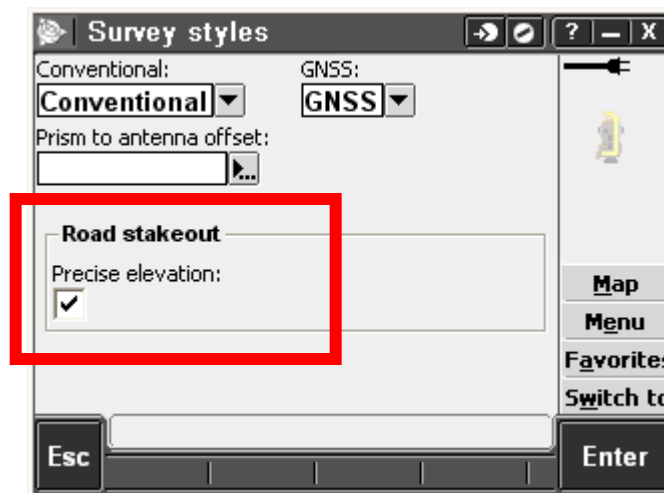 Survey styles ? X
Conventional: GNSS:
Conventional GNSS
Prism to antenna offset:
Road stakeout
Precise elevation:
Map
Menu
Favorites
Switch to
Esc Enter